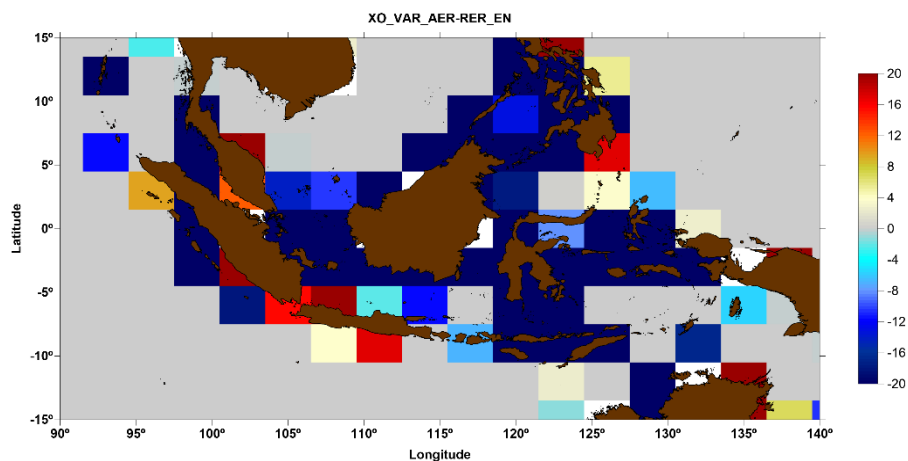 XO_VAR_AER-RER_EN
15º
10º
5º
0º
-5º
-10º
-15º
Latitude
90º 95º 100º 105º 110º 115º 120º 125º 130º 135º 140º
Longitude
20
16
12
8
4
0
-4
-8
-12
-16
-20